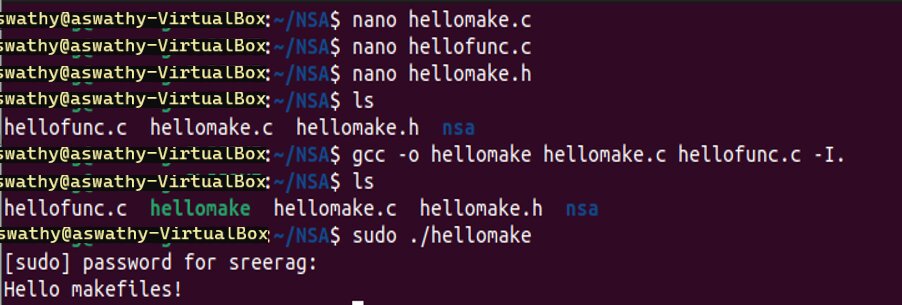 swathy@aswathy-VirtualBox:~/NSA$ nano hellomake.c
swathy@aswathy-VirtualBox:~/NSA$ nano hellofunc.c
swathy@aswathy-VirtualBox:~/NSA$ nano hellomake.h
swathy@aswathy-VirtualBox:~/NSA$ ls
hellofunc.c hellomake.c hellomake.h nsa
swathy@aswathy-VirtualBox:~/NSA$ gcc -o hellomake hellomake.c hellofunc.c -I.
swathy@aswathy-VirtualBox:~/NSA$ ls
hellofunc.c hellomake hellomake.c hellomake.h nsa
swathy@aswathy-VirtualBox:~/NSA$ sudo ./hellomake
[sudo] password for sreerag:
Hello makefiles!